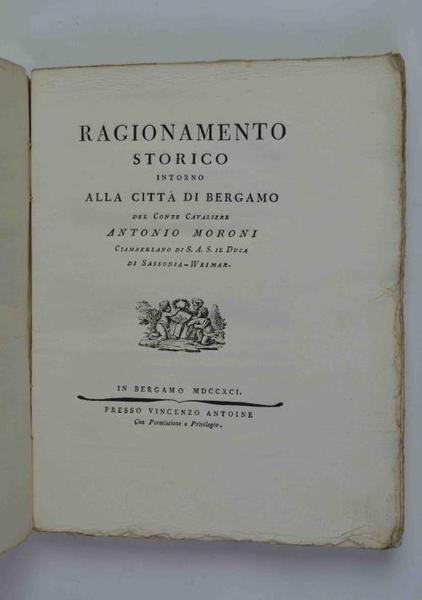 RAGIONAMENTO
STORICO
INTORNO
ALLA CITTÀ DI BERGAMO
DEL CONTE CAVALIERE
ANTONIO MORONI
CIAMBERLANO DI S. A. S. IL DUCA
DI SASSONIA-WEIMAR.
IN BERGAMO MDCCXCI.
PRESSO VINCENZO ANTOINE
Con Permissione e Privilegio.